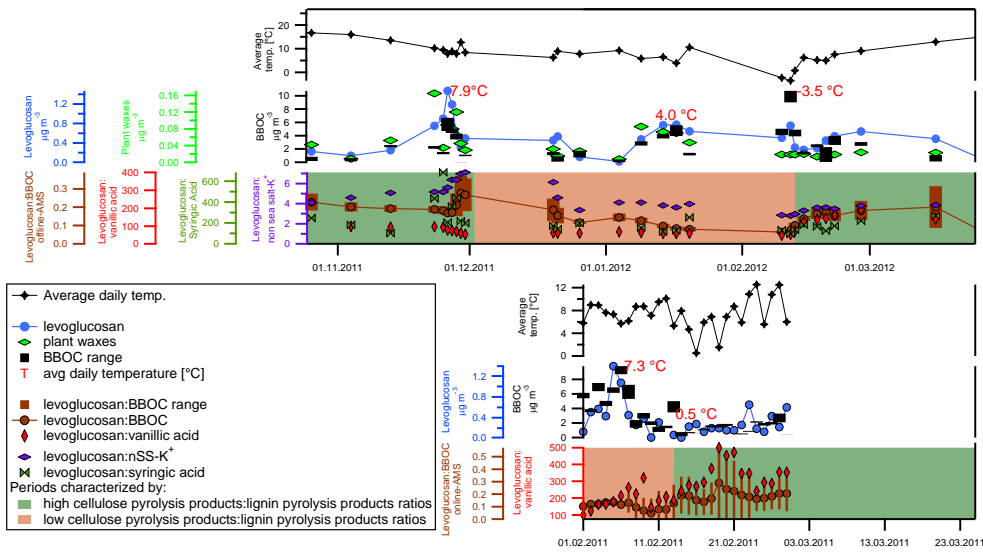 Average
temp. [°C]
20
10
0
Levoglucosan
µg m-3
1.2
0.8
0.4
0.0
Plant waxes
µg m-3
0.16
0.12
0.08
0.04
0.00
BBOC
µg m-3
10
8
6
4
2
0
7.9°C
4.0 °C
-3.5 °C
Levoglucosan:BBOC
offline-AMS
0.3
0.2
0.1
0.0
Levoglucosan:
vanillic acid
400
300
200
100
0
Levoglucosan:
Syringic Acid
600
400
200
0
Levoglucosan:
non sea salt-K+
6
4
2
0
01.11.2011
01.12.2011
01.01.2012
01.02.2012
01.03.2012
Average daily temp.
levoglucosan
plant waxes
BBOC range
T avg daily temperature [°C]
levoglucosan:BBOC range
levoglucosan:BBOC
levoglucosan:vanillic acid
levoglucosan:nSS-K+
levoglucosan:syringic acid
Periods characterized by:
high cellulose pyrolysis products:lignin pyrolysis products ratios
low cellulose pyrolysis products:lignin pyrolysis products ratios
Average
temp. [°C]
12
8
4
0
Levoglucosan
µg m-3
1.2
0.8
0.4
0.0
BBOC
µg m-3
8
6
4
2
0
7.3 °C
0.5 °C
Levoglucosan:BBOC
online-AMS
0.5
0.4
0.3
0.2
0.1
0.0
Levoglucosan:
vanillic acid
500
400
300
200
100
01.02.2011
11.02.2011
21.02.2011
03.03.2011
13.03.2011
23.03.2011